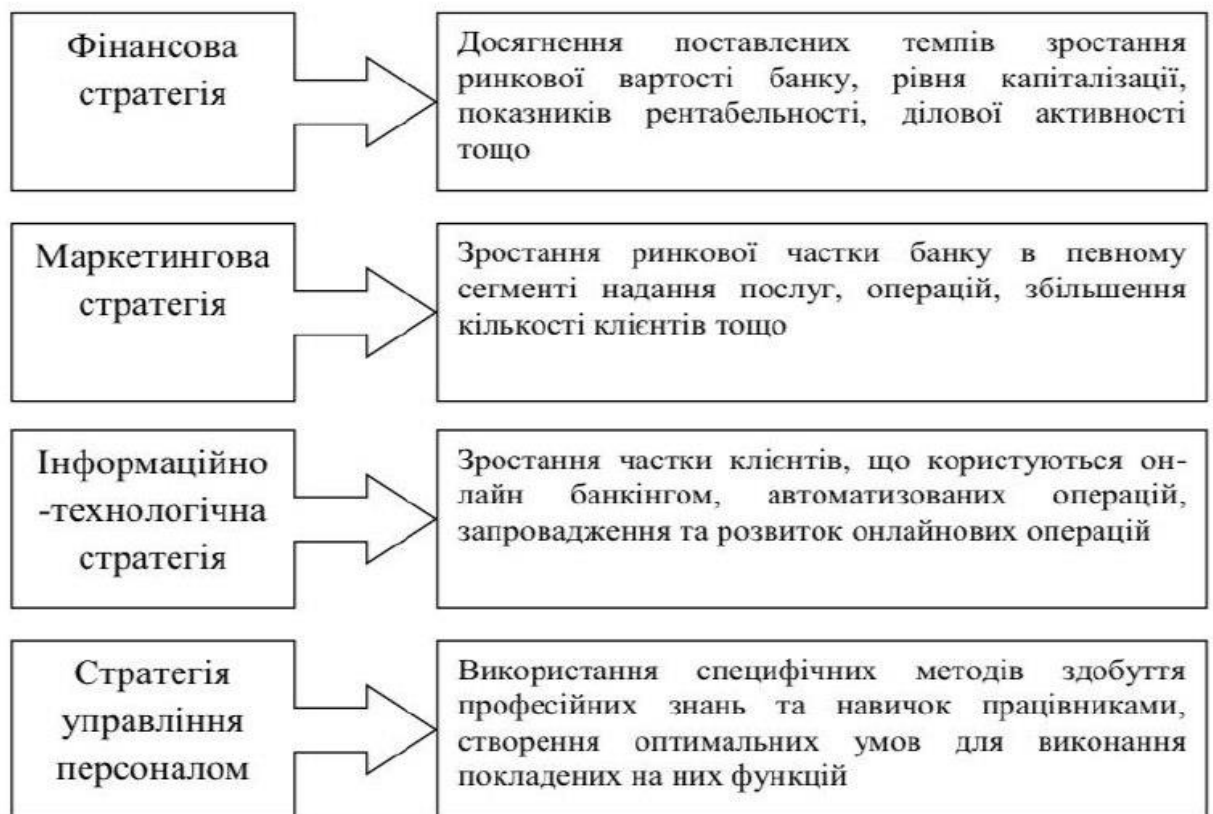 Фінансова
стратегія
Досягнення поставлених темпів зростання
ринкової вартості банку, рівня капіталізації,
показників рентабельності, ділової активності
тощо
Маркетингова
стратегія
Зростання ринкової частки банку в певному
сегменті надання послуг, операцій, збільшення
кількості клієнтів тощо
Інформаційно
-технологічна
стратегія
Зростання частки клієнтів, що користуються он-
лайн банкінгом, автоматизованих операцій,
запровадження та розвиток онлайнових операцій
Стратегія
управління
персоналом
Використання специфічних методів здобуття
професійних знань та навичок працівниками,
створення оптимальних умов для виконання
покладених на них функцій